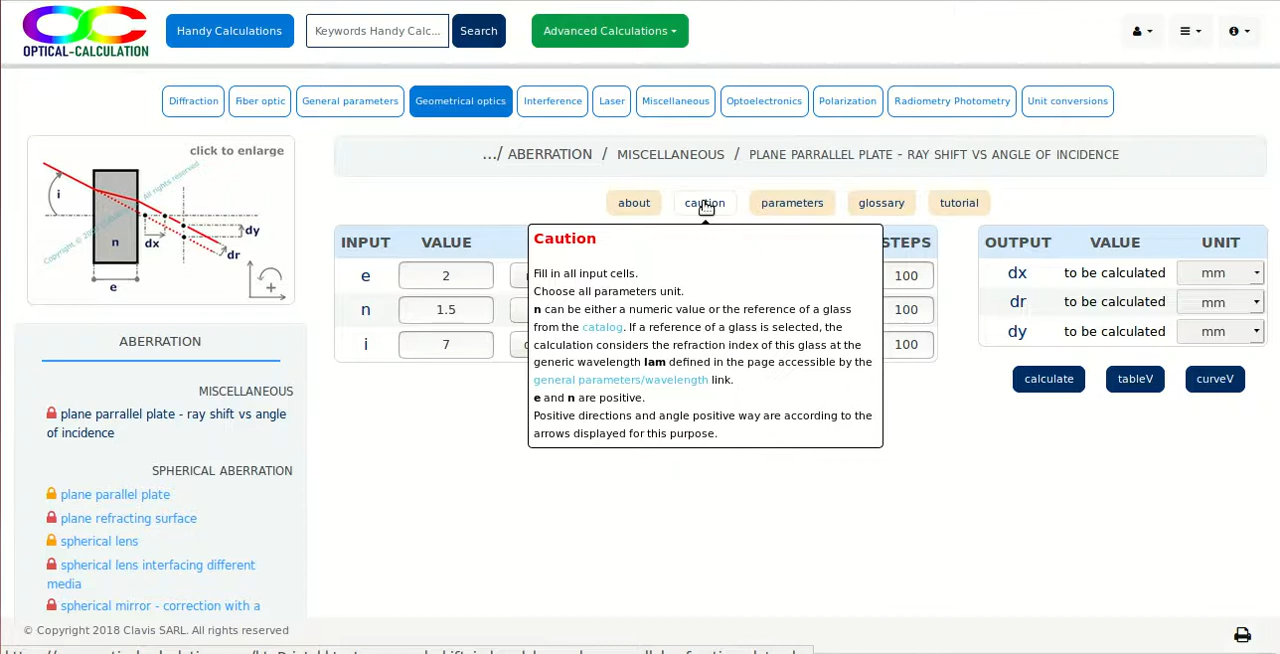 OPTICAL-CALCULATION
Handy Calculations
Keywords Handy Calc...
Search
Advanced Calculations
Diffraction
Fiber optic
General parameters
Geometrical optics
Interference
Laser
Miscellaneous
Optoelectronics
Polarization
Radiometry Photometry
Unit conversions
click to enlarge
All rights reserved
Copyright ©
i
n
dx
dy
dr
e
+
.../ ABERRATION / MISCELLANEOUS / PLANE PARRALLEL PLATE - RAY SHIFT VS ANGLE OF INCIDENCE
about
caution
parameters
glossary
tutorial
INPUT VALUE STEPS
e 2 100
n 1.5 100
i 7 100
Caution
Fill in all input cells.
Choose all parameters unit.
n can be either a numeric value or the reference of a glass
from the catalog. If a reference of a glass is selected, the
calculation considers the refraction index of this glass at the
generic wavelength lam defined in the page accessible by the
general parameters/wavelength link.
e and n are positive.
Positive directions and angle positive way are according to the
arrows displayed for this purpose.
OUTPUT VALUE UNIT
dx to be calculated mm
dr to be calculated mm
dy to be calculated mm
calculate
tableV
curveV
ABERRATION
MISCELLANEOUS
plane parrallel plate - ray shift vs angle
of incidence
SPHERICAL ABERRATION
plane parallel plate
plane refracting surface
spherical lens
spherical lens interfacing different
media
spherical mirror - correction with a
© Copyright 2018 Clavis SARL. All rights reserved